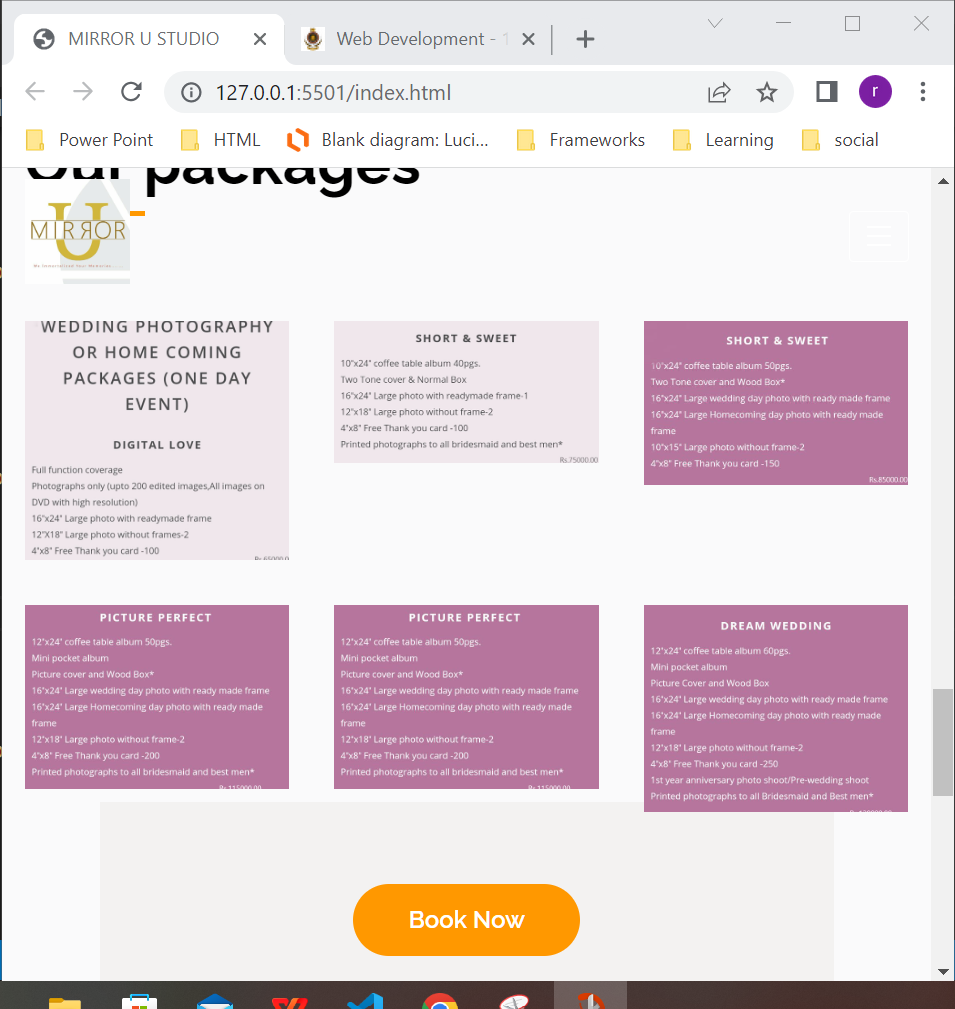 MIRROR U STUDIO
Web Development - 1
127.0.0.1:5501/index.html
r
Power Point
HTML
Blank diagram: Luci...
Frameworks
Learning
social
Our packages
U
MIRROR
WEDDING PHOTOGRAPHY
OR HOME COMING
PACKAGES (ONE DAY
EVENT)
DIGITAL LOVE
Full function coverage
Photographs only (upto 200 edited images,All images on
DVD with high resolution)
16"x24" Large photo with readymade frame
12"X18" Large photo without frames-2
4"x8" Free Thank you card -100
Rs.65000.0
SHORT & SWEET
10"x24" coffee table album 40pgs.
Two Tone cover & Normal Box
16"x24" Large photo with readymade frame-1
12"x18" Large photo without frame-2
4"x8" Free Thank you card -100
Printed photographs to all bridesmaid and best men*
Rs.75000.00
SHORT & SWEET
10"x24" coffee table album 50pgs.
Two Tone cover and Wood Box*
16"x24" Large wedding day photo with ready made frame
16"x24" Large Homecoming day photo with ready made
frame
10"x15" Large photo without frame-2
4"x8" Free Thank you card -150
Rs.85000.00
PICTURE PERFECT
12"x24" coffee table album 50pgs.
Mini pocket album
Picture cover and Wood Box*
16"x24" Large wedding day photo with ready made frame
16"x24" Large Homecoming day photo with ready made
frame
12"x18" Large photo without frame-2
4"x8" Free Thank you card -200
Printed photographs to all bridesmaid and best men*
Rs.115000.00
PICTURE PERFECT
12"x24" coffee table album 50pgs.
Mini pocket album
Picture cover and Wood Box*
16"x24" Large wedding day photo with ready made frame
16"x24" Large Homecoming day photo with ready made
frame
12"x18" Large photo without frame-2
4"x8" Free Thank you card -200
Printed photographs to all bridesmaid and best men*
Rs.115000.00
DREAM WEDDING
12"x24" coffee table album 60pgs.
Mini pocket album
Picture Cover and Wood Box
16"x24" Large wedding day photo with ready made frame
16"x24" Large Homecoming day photo with ready made
frame
12"x18" Large photo without frame-2
4"x8" Free Thank you card -250
1st year anniversary photo shoot/Pre-wedding shoot
Printed photographs to all Bridesmaid and Best men*
Book Now